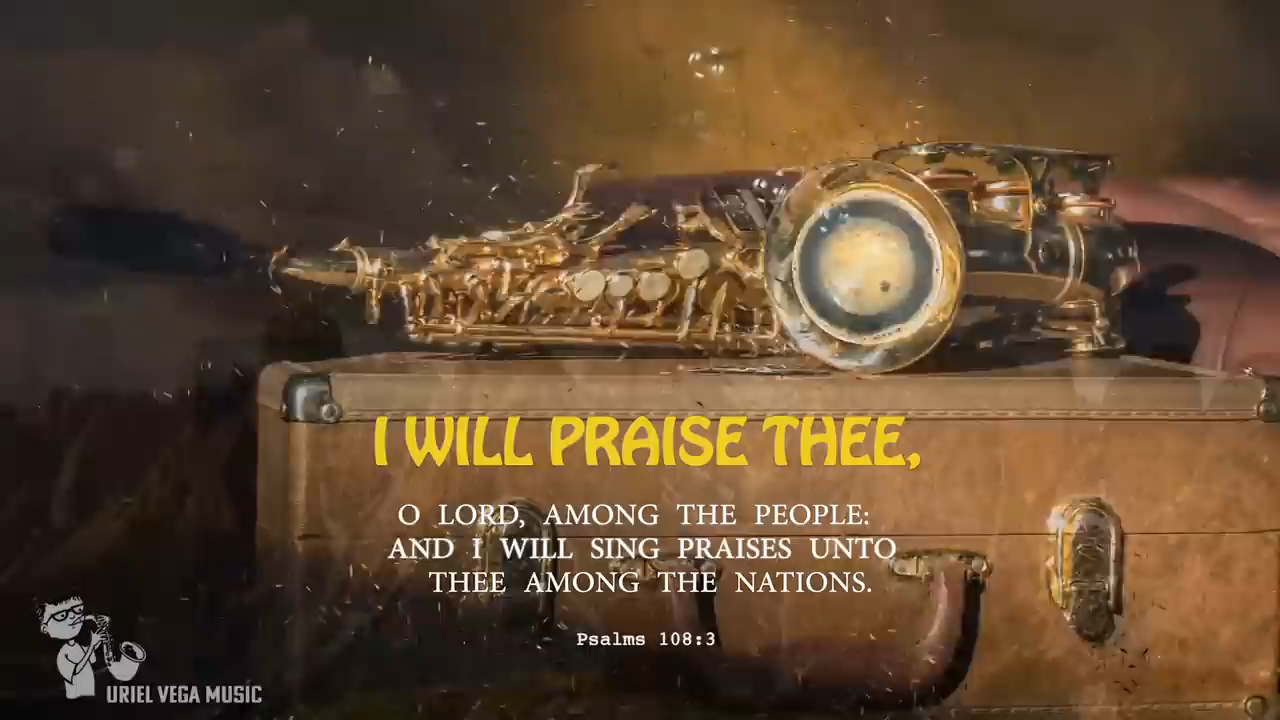 I WILL PRAISE THEE,
O LORD, AMONG THE PEOPLE:
AND I WILL SING PRAISES UNTO
THEE AMONG THE NATIONS.
Psalms 108:3
URIEL VEGA MUSIC